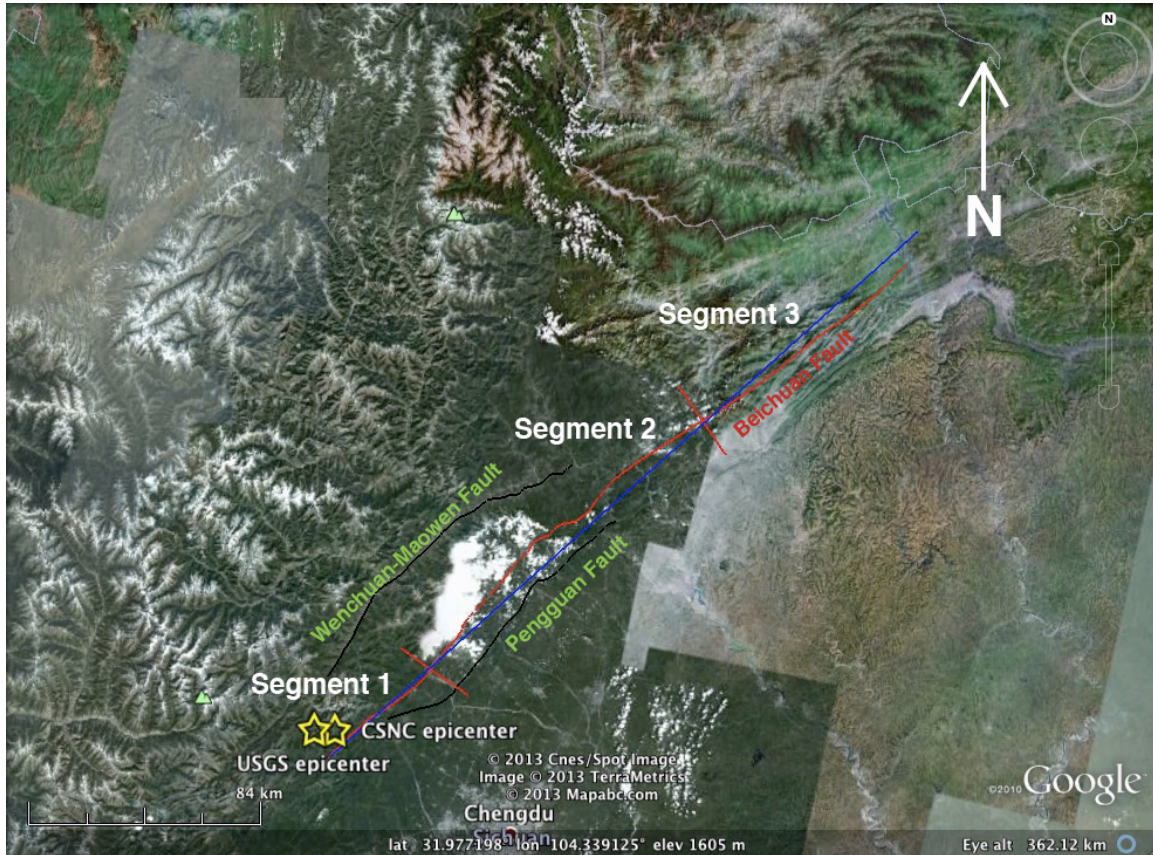 N
N
Segment 3
Beichuan Fault
Segment 2
Wenchuan-Maowen Fault
Pengguan Fault
Segment 1
CSNC epicenter
USGS epicenter
© 2013 Cnes/Spot Image
Image © 2013 TerraMetrics
© 2013 Mapabc.com
84 km
Chengdu
Sichuan
©2010 Google
lat 31.977198° lon 104.339125° elev 1605 m
Eye alt 362.12 km